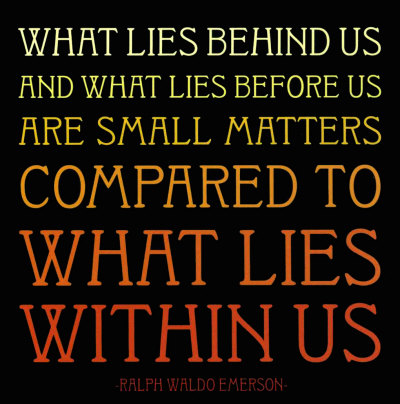 WHAT LIES BEHIND US
AND WHAT LIES BEFORE US
ARE SMALL MATTERS
COMPARED TO
WHAT LIES
WITHIN US
-RALPH WALDO EMERSON-